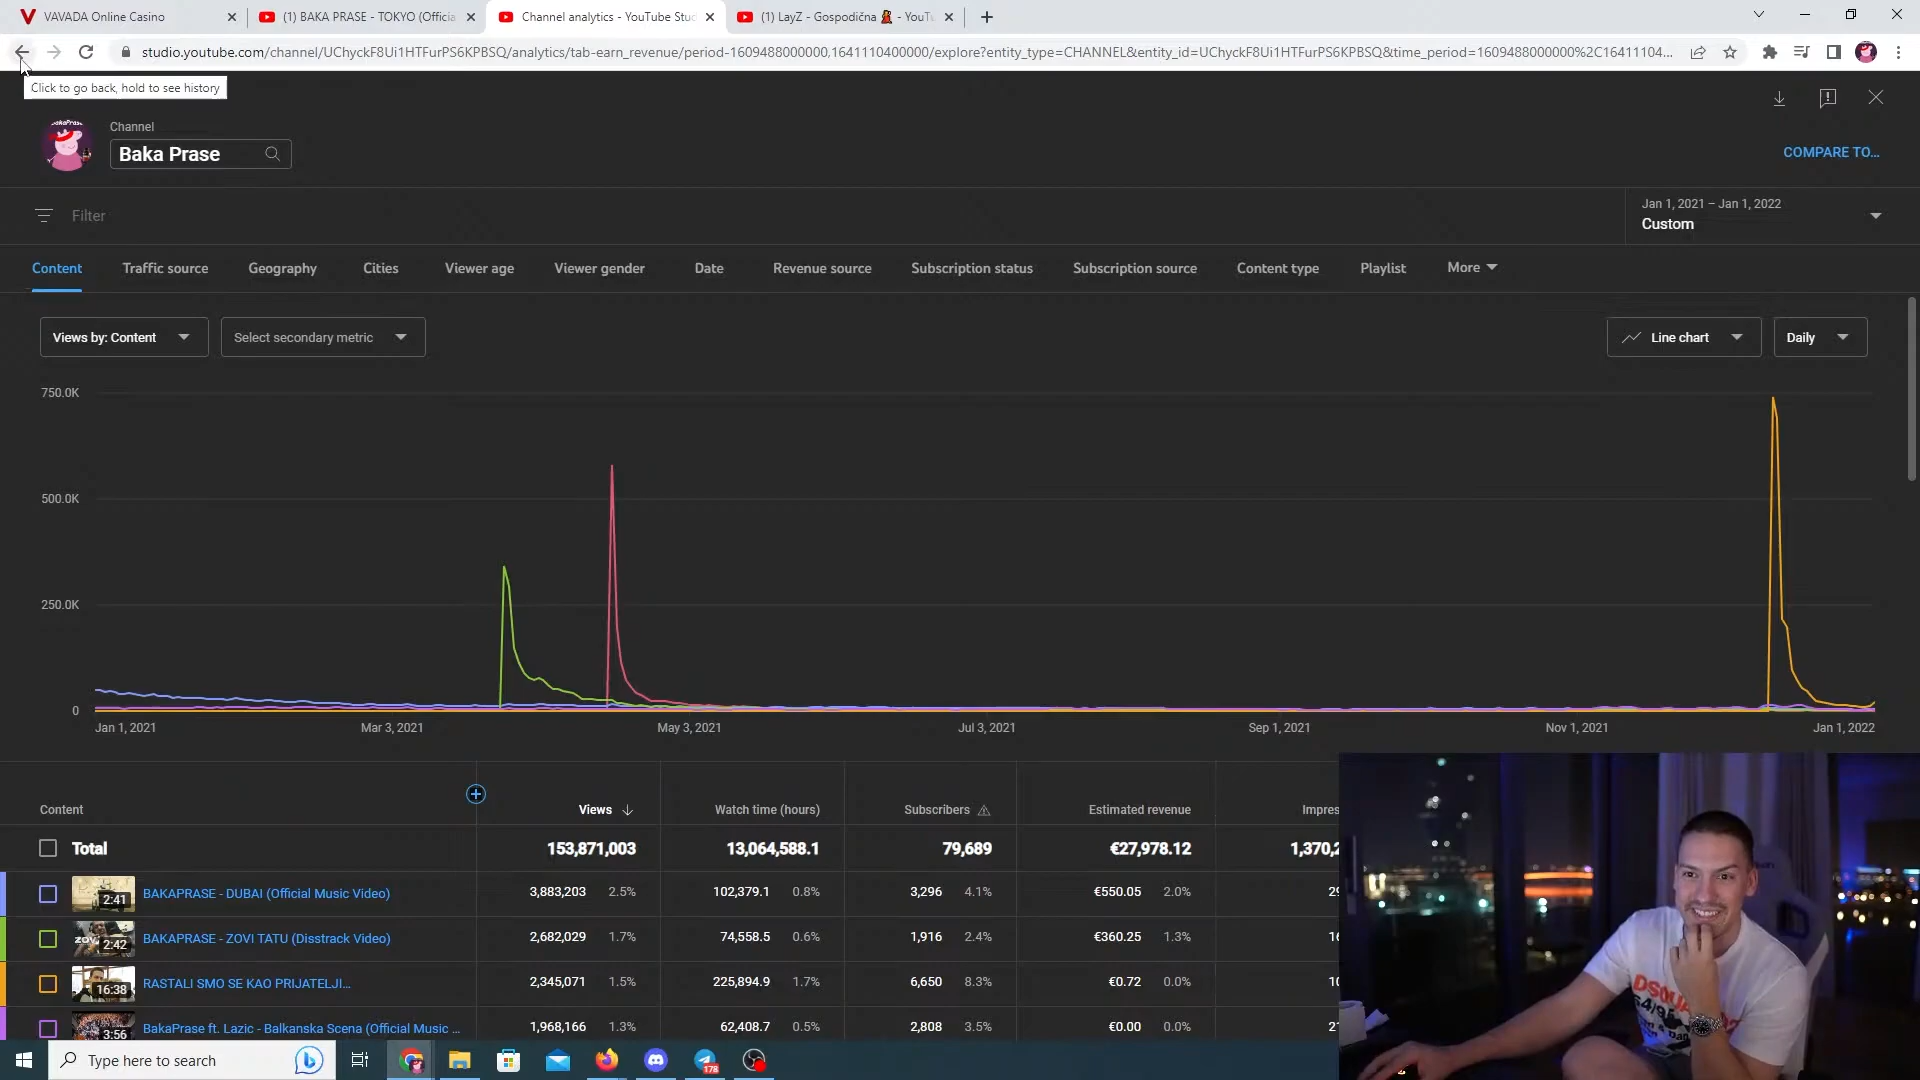 VAVADA Online Casino
(1) BAKA PRASE - TOKYO (Officia
Channel analytics - YouTube Stud
(1) LayZ - Gospodična 💃 - YouTu
studio.youtube.com/channel/UChyckF8Ui1HTFurPS6KPBSQ/analytics/tab-earn_revenue/period-1609488000000,1641110400000/explore?entity_type=CHANNEL&entity_id=UChyckF8Ui1HTFurPS6KPBSQ&time_period=1609488000000%2C16411104...
Click to go back, hold to see history
Channel
Baka Prase
COMPARE TO...
Filter
Jan 1, 2021 – Jan 1, 2022
Custom
Content Traffic source Geography Cities Viewer age Viewer gender Date Revenue source Subscription status Subscription source Content type Playlist More
Views by: Content Select secondary metric Line chart Daily
750.0K
500.0K
250.0K
0
Jan 1, 2021 Mar 3, 2021 May 3, 2021 Jul 3, 2021 Sep 1, 2021 Nov 1, 2021 Jan 1, 2022
Content Views Watch time (hours) Subscribers Estimated revenue Impres
Total 153,871,003 13,064,588.1 79,689 €27,978.12 1,370,2
2:41 BAKAPRASE - DUBAI (Official Music Video) 3,883,203 2.5% 102,379.1 0.8% 3,296 4.1% €550.05 2.0% 29
2:42 BAKAPRASE - ZOVI TATU (Disstrack Video) 2,682,029 1.7% 74,558.5 0.6% 1,916 2.4% €360.25 1.3% 16
16:38 RASTALI SMO SE KAO PRIJATELJI... 2,345,071 1.5% 225,894.9 1.7% 6,650 8.3% €0.72 0.0% 10
3:56 BakaPrase ft. Lazic - Balkanska Scena (Official Music ... 1,968,166 1.3% 62,408.7 0.5% 2,808 3.5% €0.00 0.0% 21
Type here to search
178